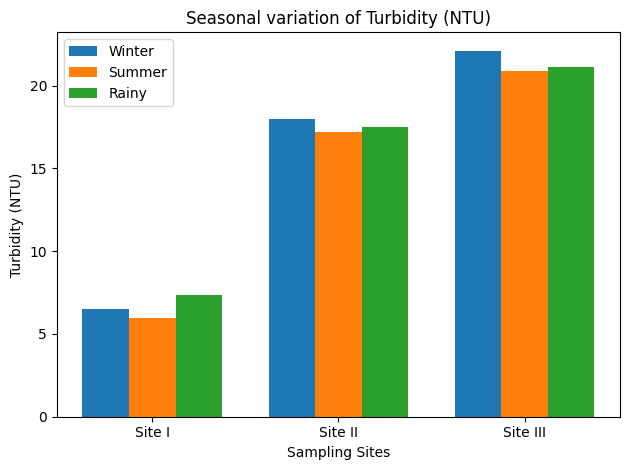 Seasonal variation of Turbidity (NTU)
Winter
Summer
Rainy
Turbidity (NTU)
20
15
10
5
0
Site I
Site II
Site III
Sampling Sites